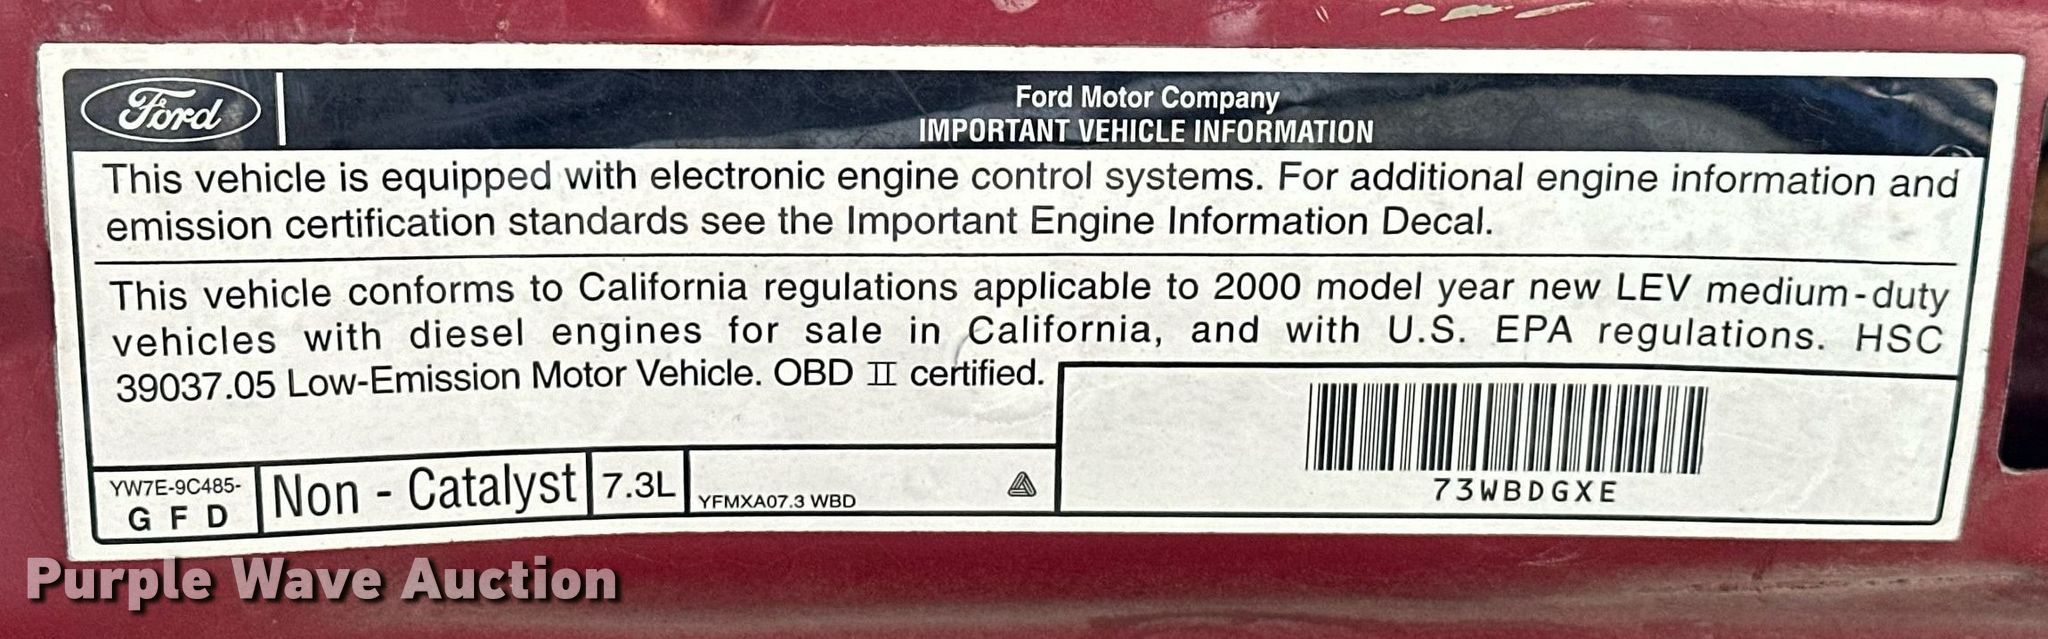 Ford
Ford Motor Company
IMPORTANT VEHICLE INFORMATION
This vehicle is equipped with electronic engine control systems. For additional engine information and
emission certification standards see the Important Engine Information Decal.
This vehicle conforms to California regulations applicable to 2000 model year new LEV medium-duty
vehicles with diesel engines for sale in California, and with U.S. EPA regulations. HSC
39037.05 Low-Emission Motor Vehicle. OBD II certified.
YW7E-9C485-
G F D
Non - Catalyst
7.3L
YFMXA07.3 WBD
73WBDGXE
Purple Wave Auction